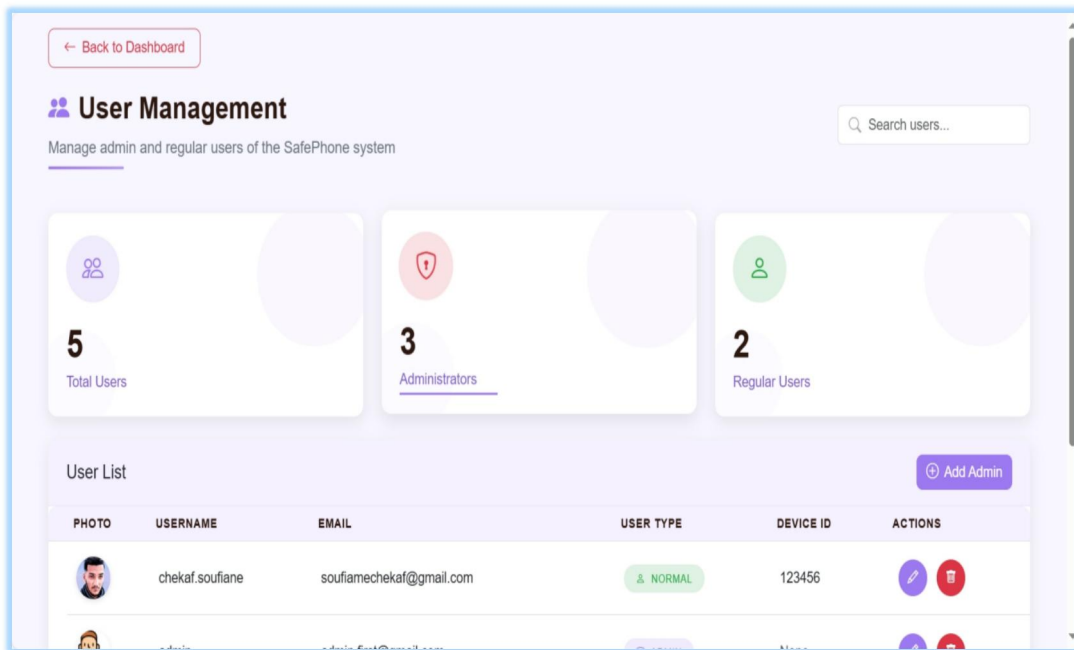 ← Back to Dashboard
User Management
Search users...
Manage admin and regular users of the SafePhone system
5
Total Users
3
Administrators
2
Regular Users
User List
Add Admin
PHOTO USERNAME EMAIL USER TYPE DEVICE ID ACTIONS
chekaf.soufiane soufiamechekaf@gmail.com NORMAL 123456